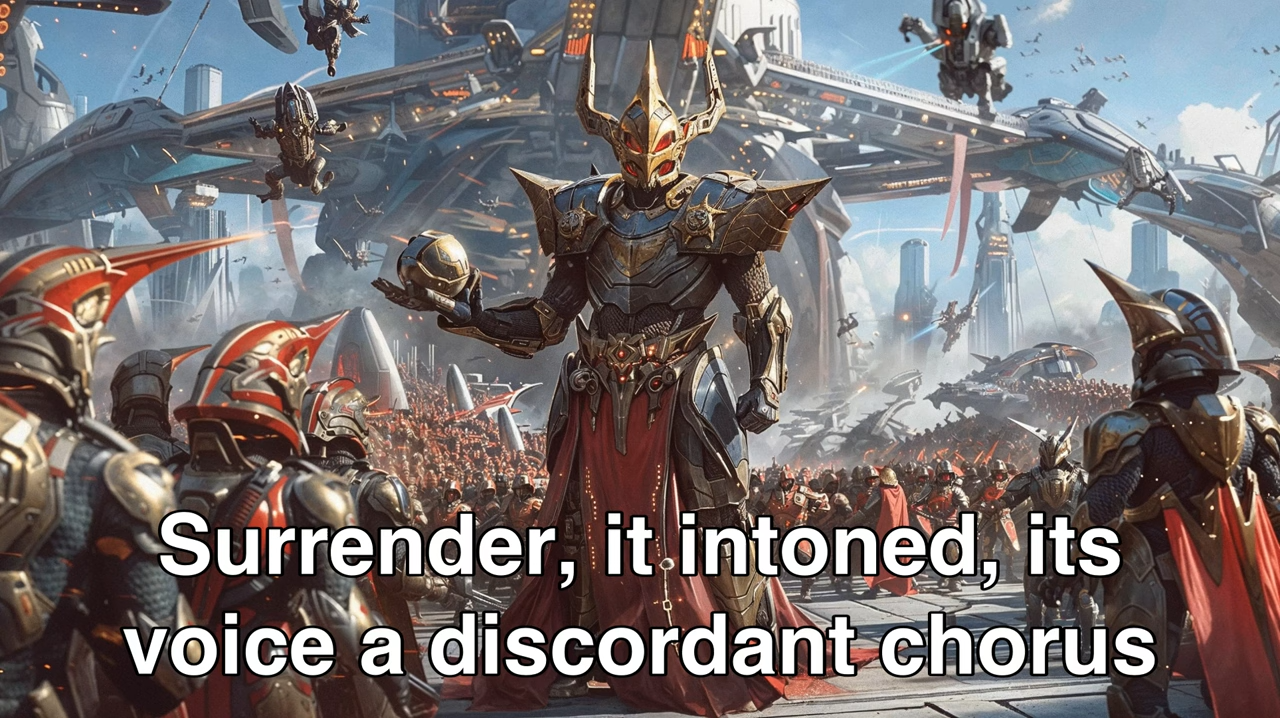 Surrender, it intoned, its
voice a discordant chorus